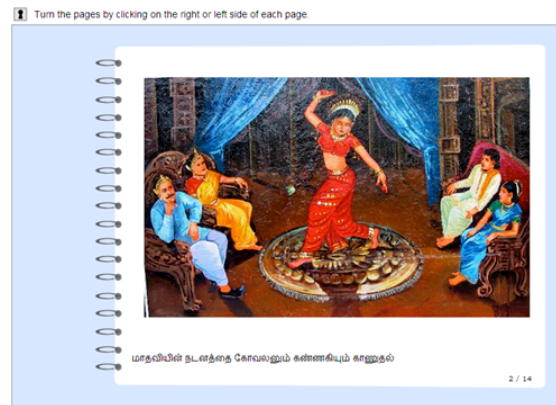 Turn the pages by clicking on the right or left side of each page.
மாதவியின் நடனத்தை கோவலனும் கண்ணகியும் காணுதல்
2 / 14